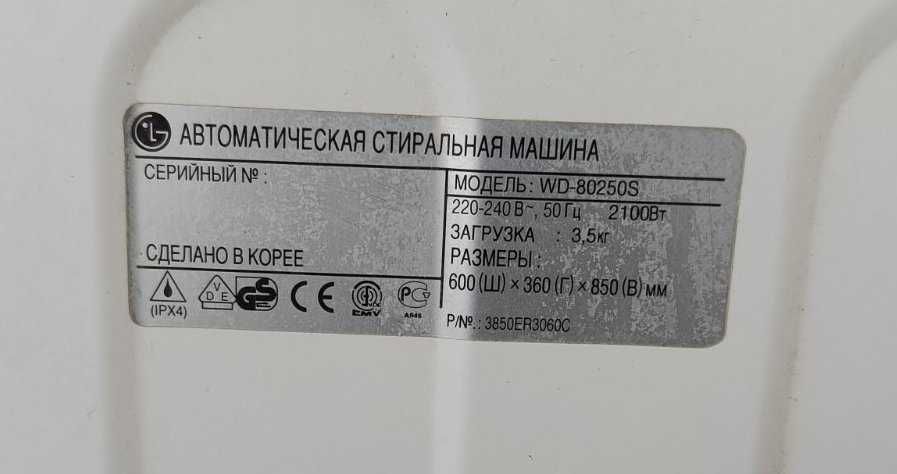 LG АВТОМАТИЧЕСКАЯ СТИРАЛЬНАЯ МАШИНА
СЕРИЙНЫЙ № :
СДЕЛАНО В КОРЕЕ
МОДЕЛЬ: WD-80250S
220-240 В~, 50 Гц 2100Вт
ЗАГРУЗКА : 3,5кг
РАЗМЕРЫ :
600 (Ш) × 360 (Г) × 850 (В) мм
P/№.: 3850ER3060C
(IPX4)
VDE
GS
CE
EMV
PC